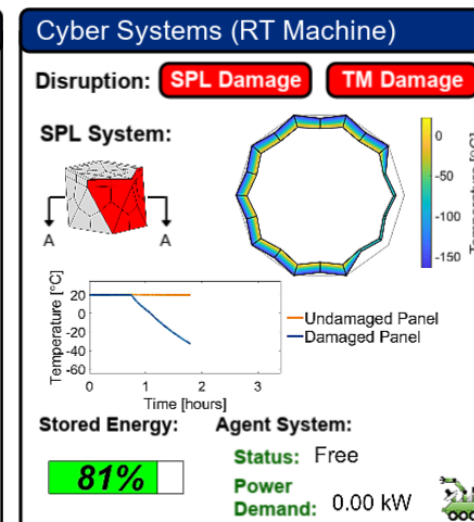 Cyber Systems (RT Machine)
Disruption: SPL Damage TM Damage
SPL System:
A A
0
-50
-100
-150
Temperature [°C]
Temperature [°C]
20
0
-20
-40
-60
0 1 2 3
Time [hours]
Undamaged Panel
Damaged Panel
Stored Energy: Agent System:
81%
Status: Free
Power
Demand: 0.00 kW